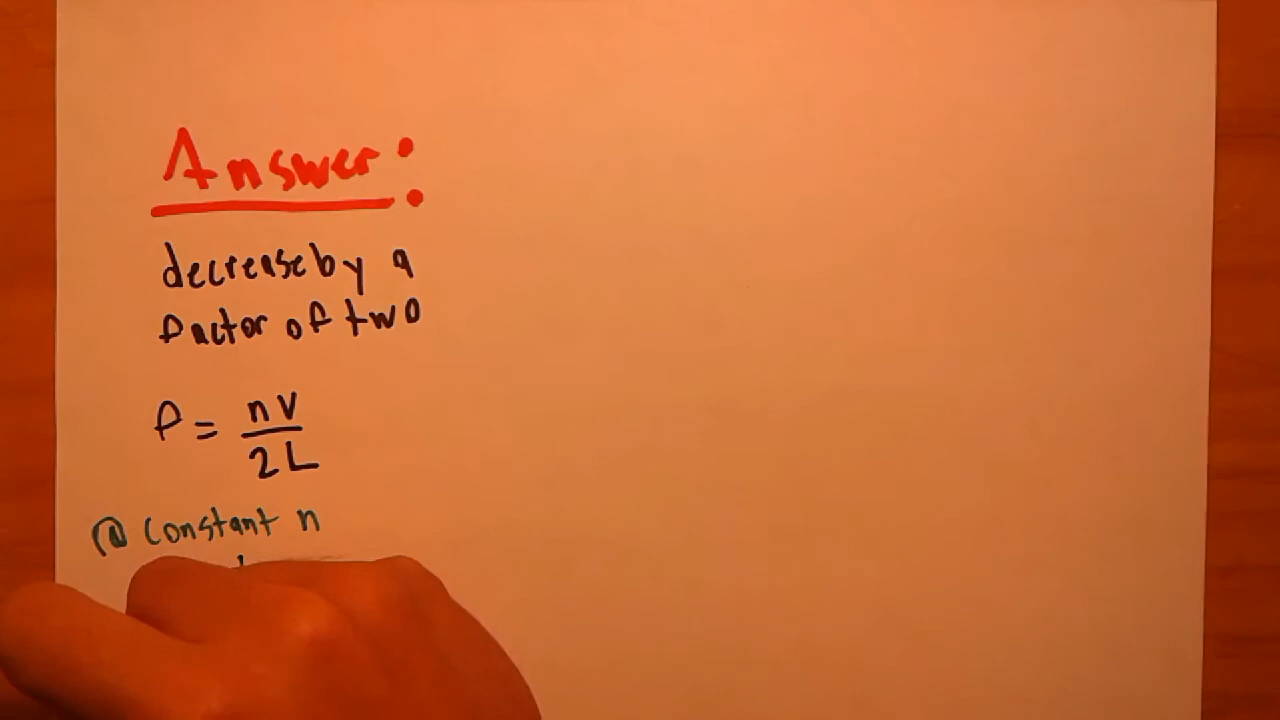 Answer:
decrease by a
factor of two
f = nv
2L
@ constant n